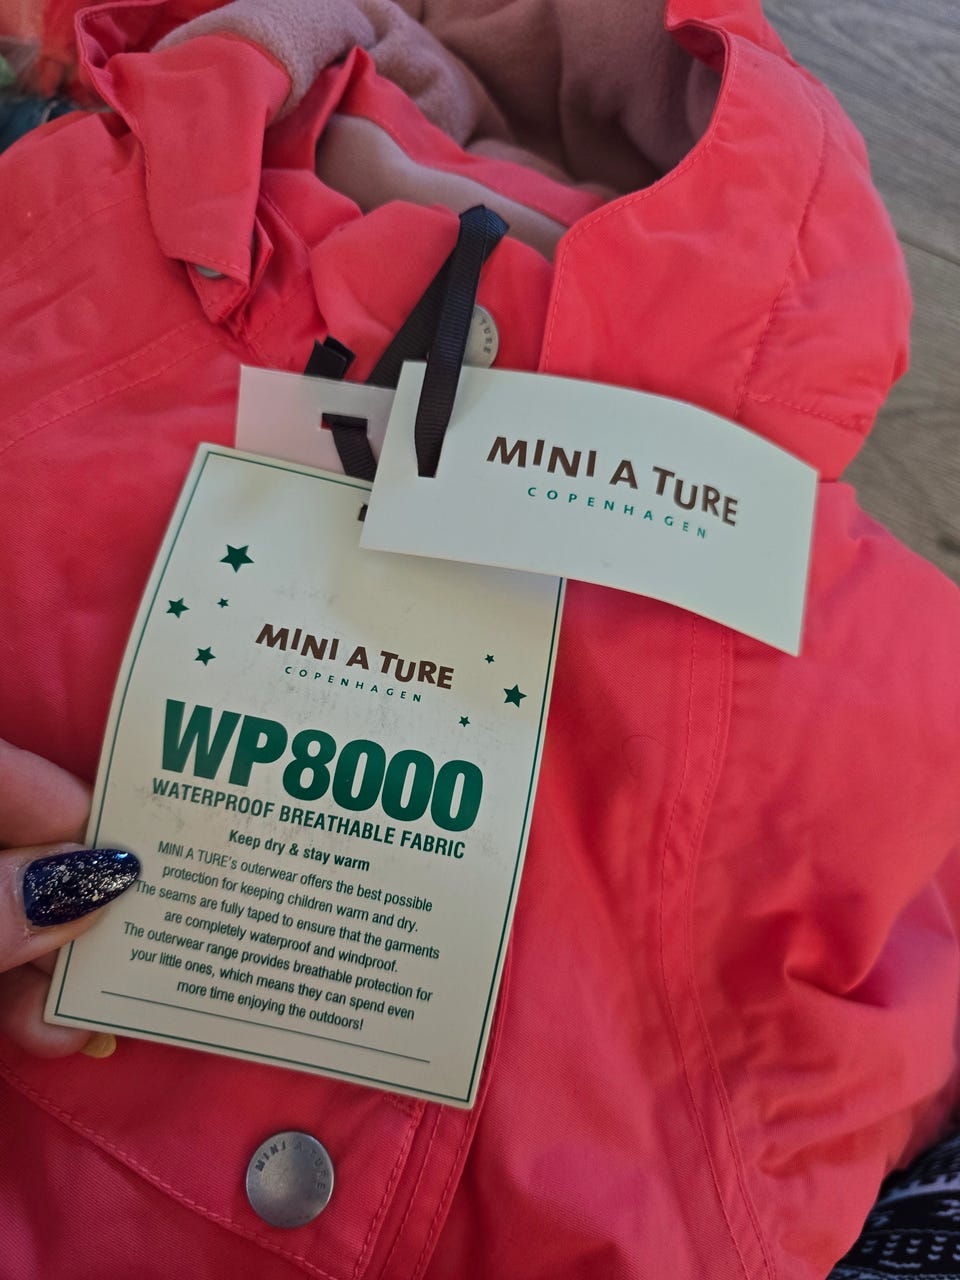 MINI A TURE
COPENHAGEN
MINI A TURE
COPENHAGEN
WP8000
WATERPROOF BREATHABLE FABRIC
Keep dry & stay warm
MINI A TURE's outerwear offers the best possible
protection for keeping children warm and dry.
The seams are fully taped to ensure that the garments
are completely waterproof and windproof.
The outerwear range provides breathable protection for
your little ones, which means they can spend even
more time enjoying the outdoors!
TURE
MINI A TURE